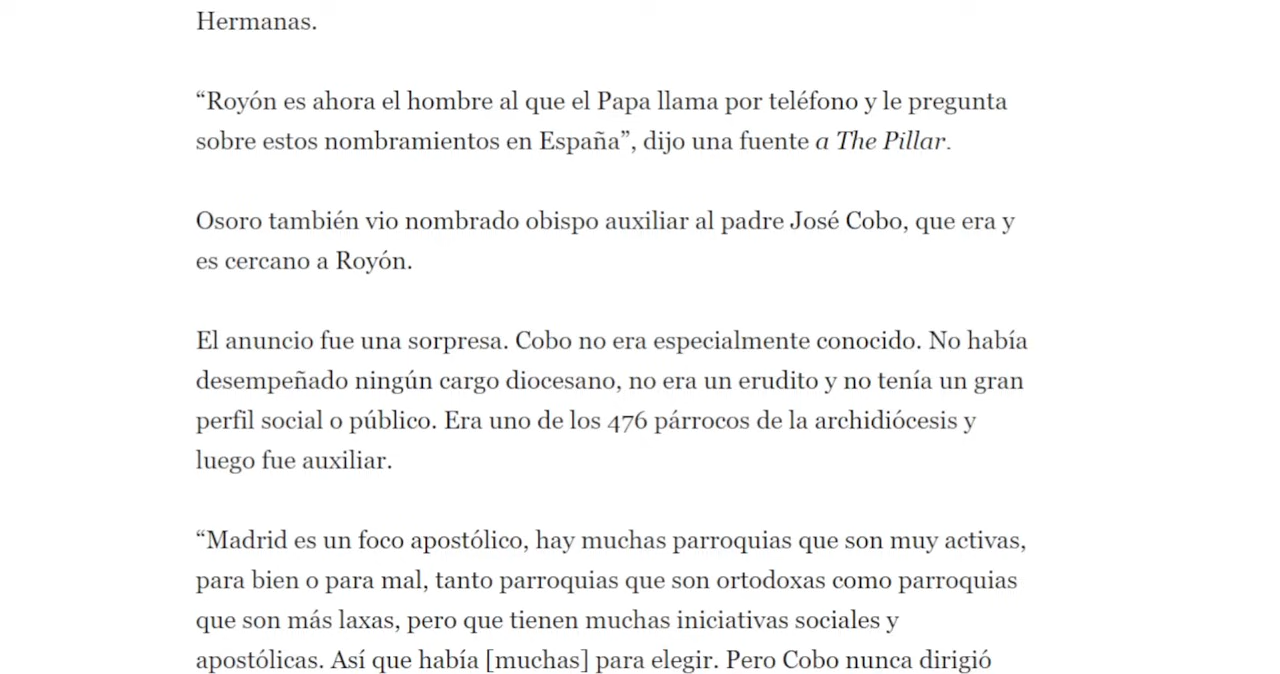 Hermanas.
“Royón es ahora el hombre al que el Papa llama por teléfono y le pregunta
sobre estos nombramientos en España”, dijo una fuente a The Pillar.
Osoro también vio nombrado obispo auxiliar al padre José Cobo, que era y
es cercano a Royón.
El anuncio fue una sorpresa. Cobo no era especialmente conocido. No había
desempeñado ningún cargo diocesano, no era un erudito y no tenía un gran
perfil social o público. Era uno de los 476 párrocos de la archidiócesis y
luego fue auxiliar.
“Madrid es un foco apostólico, hay muchas parroquias que son muy activas,
para bien o para mal, tanto parroquias que son ortodoxas como parroquias
que son más laxas, pero que tienen muchas iniciativas sociales y
apostólicas. Así que había [muchas] para elegir. Pero Cobo nunca dirigió